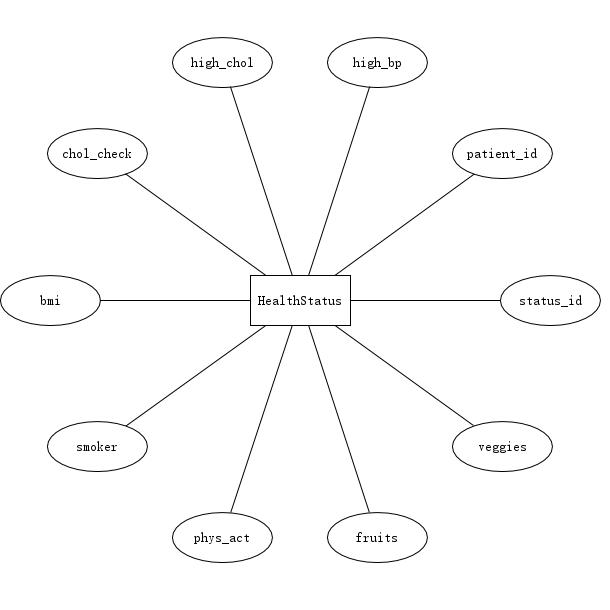 high_chol
high_bp
chol_check
patient_id
bmi
HealthStatus
status_id
smoker
veggies
phys_act
fruits